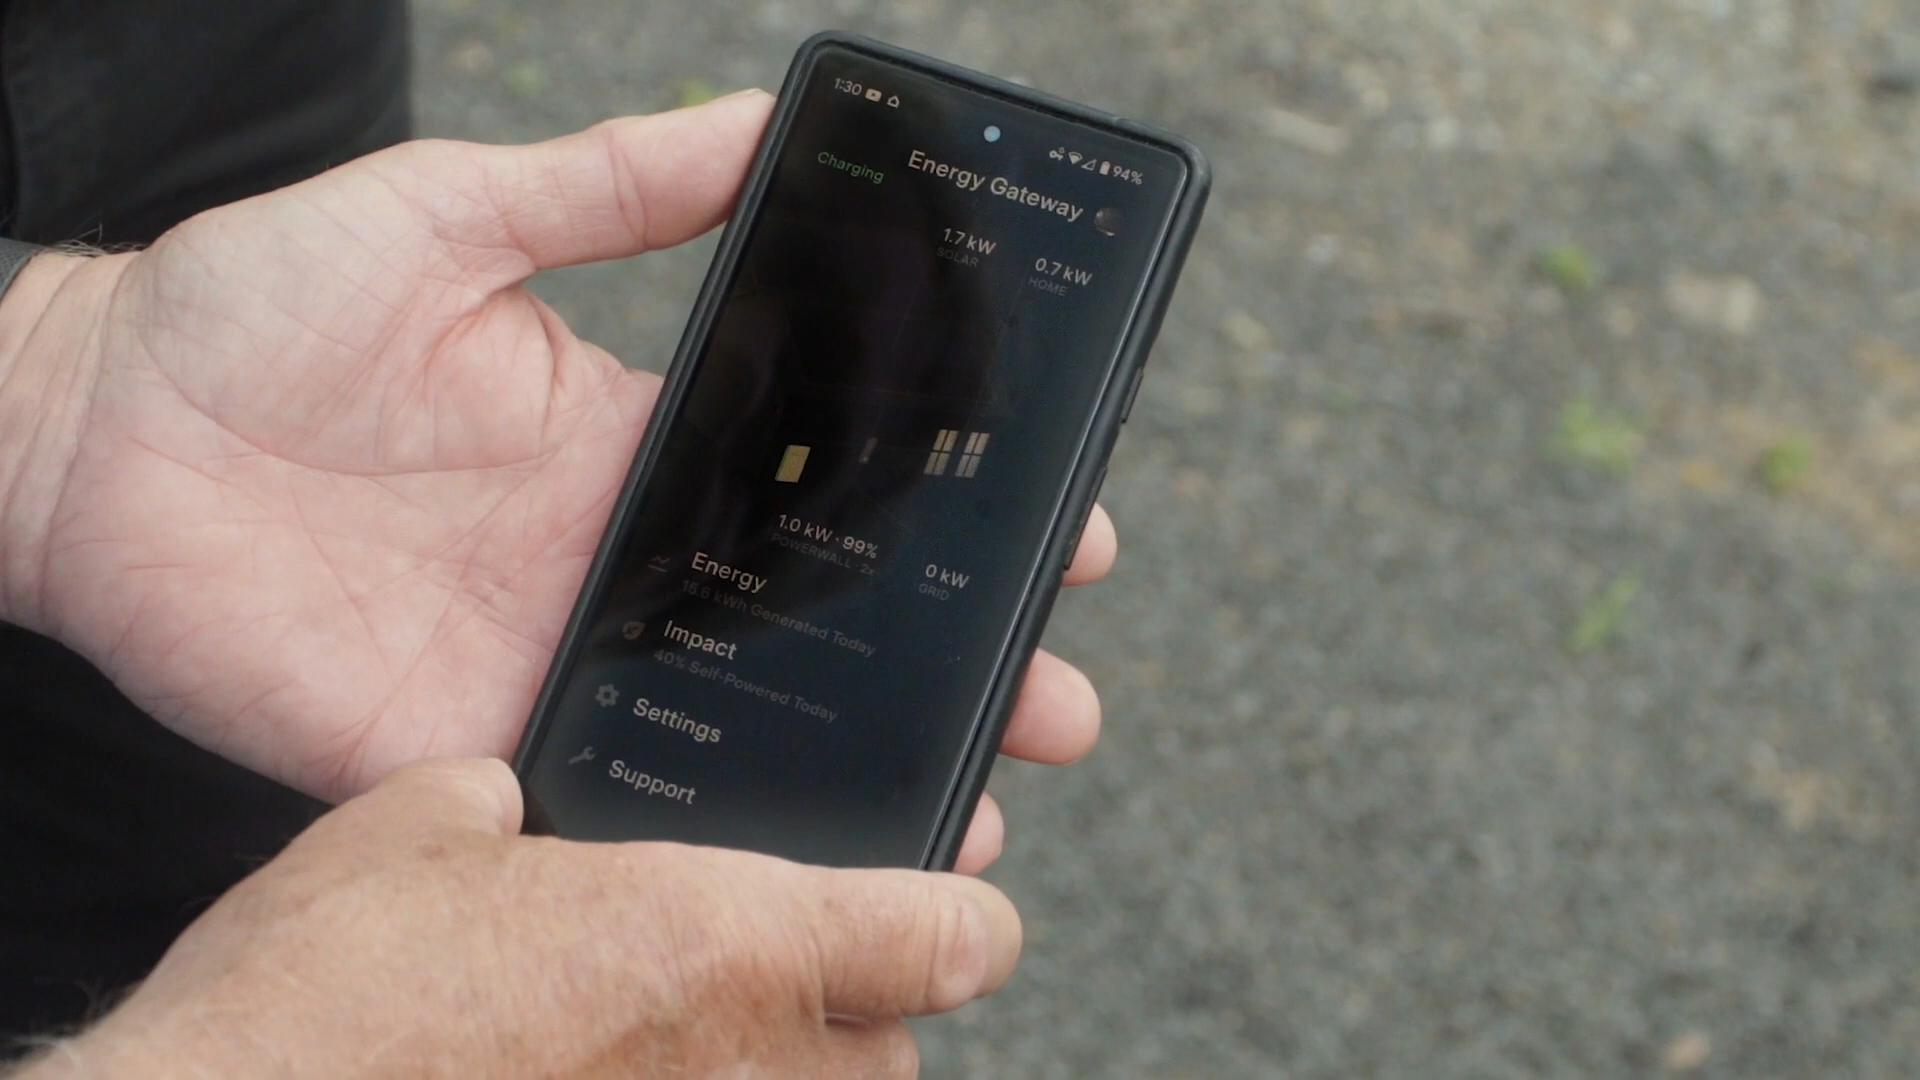 1:30
94%
Charging
Energy Gateway
1.7 kW
SOLAR
0.7 kW
HOME
1.0 kW · 99%
POWERWALL · 2x
0 kW
GRID
Energy
15.6 kWh Generated Today
Impact
40% Self-Powered Today
Settings
Support